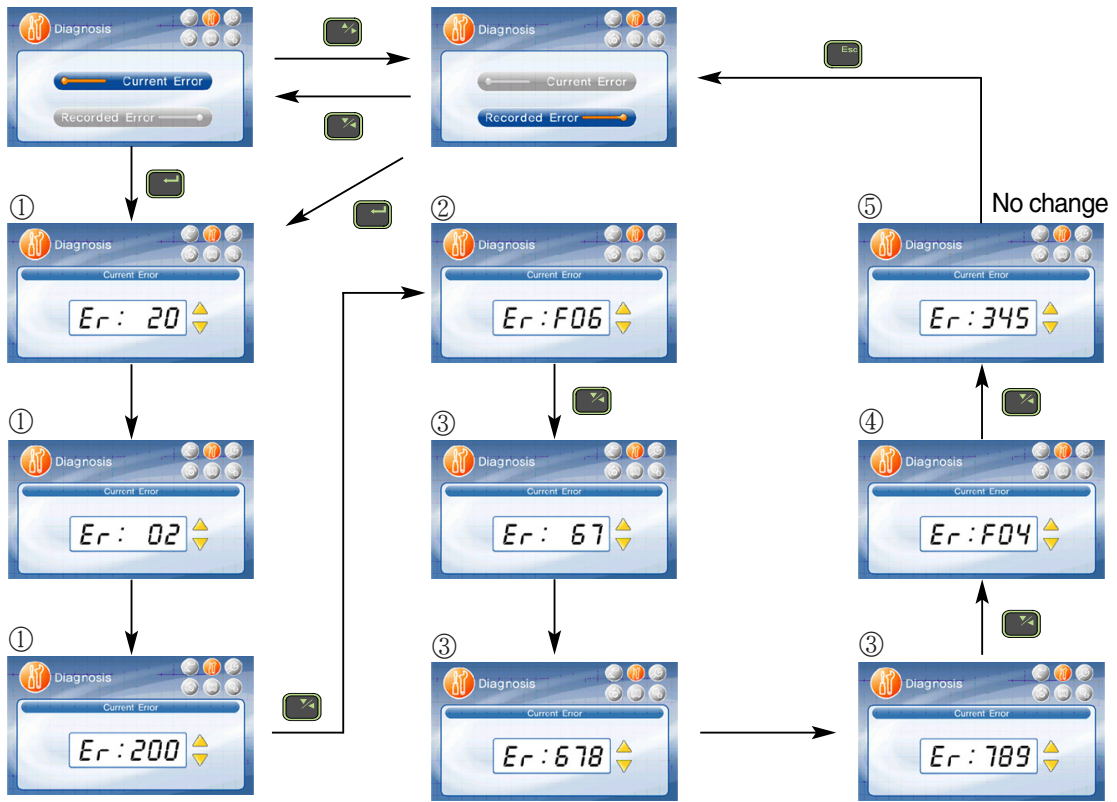 Diagnosis
Current Error
Recorded Error
Diagnosis
Current Error
Recorded Error
Esc
①
Diagnosis
Current Error
Er: 20
②
Diagnosis
Current Error
Er:F06
⑤
No change
Diagnosis
Current Error
Er:345
①
Diagnosis
Current Error
Er: 02
③
Diagnosis
Current Error
Er: 67
④
Diagnosis
Current Error
Er:F04
①
Diagnosis
Current Error
Er:200
③
Diagnosis
Current Error
Er:678
③
Diagnosis
Current Error
Er:789